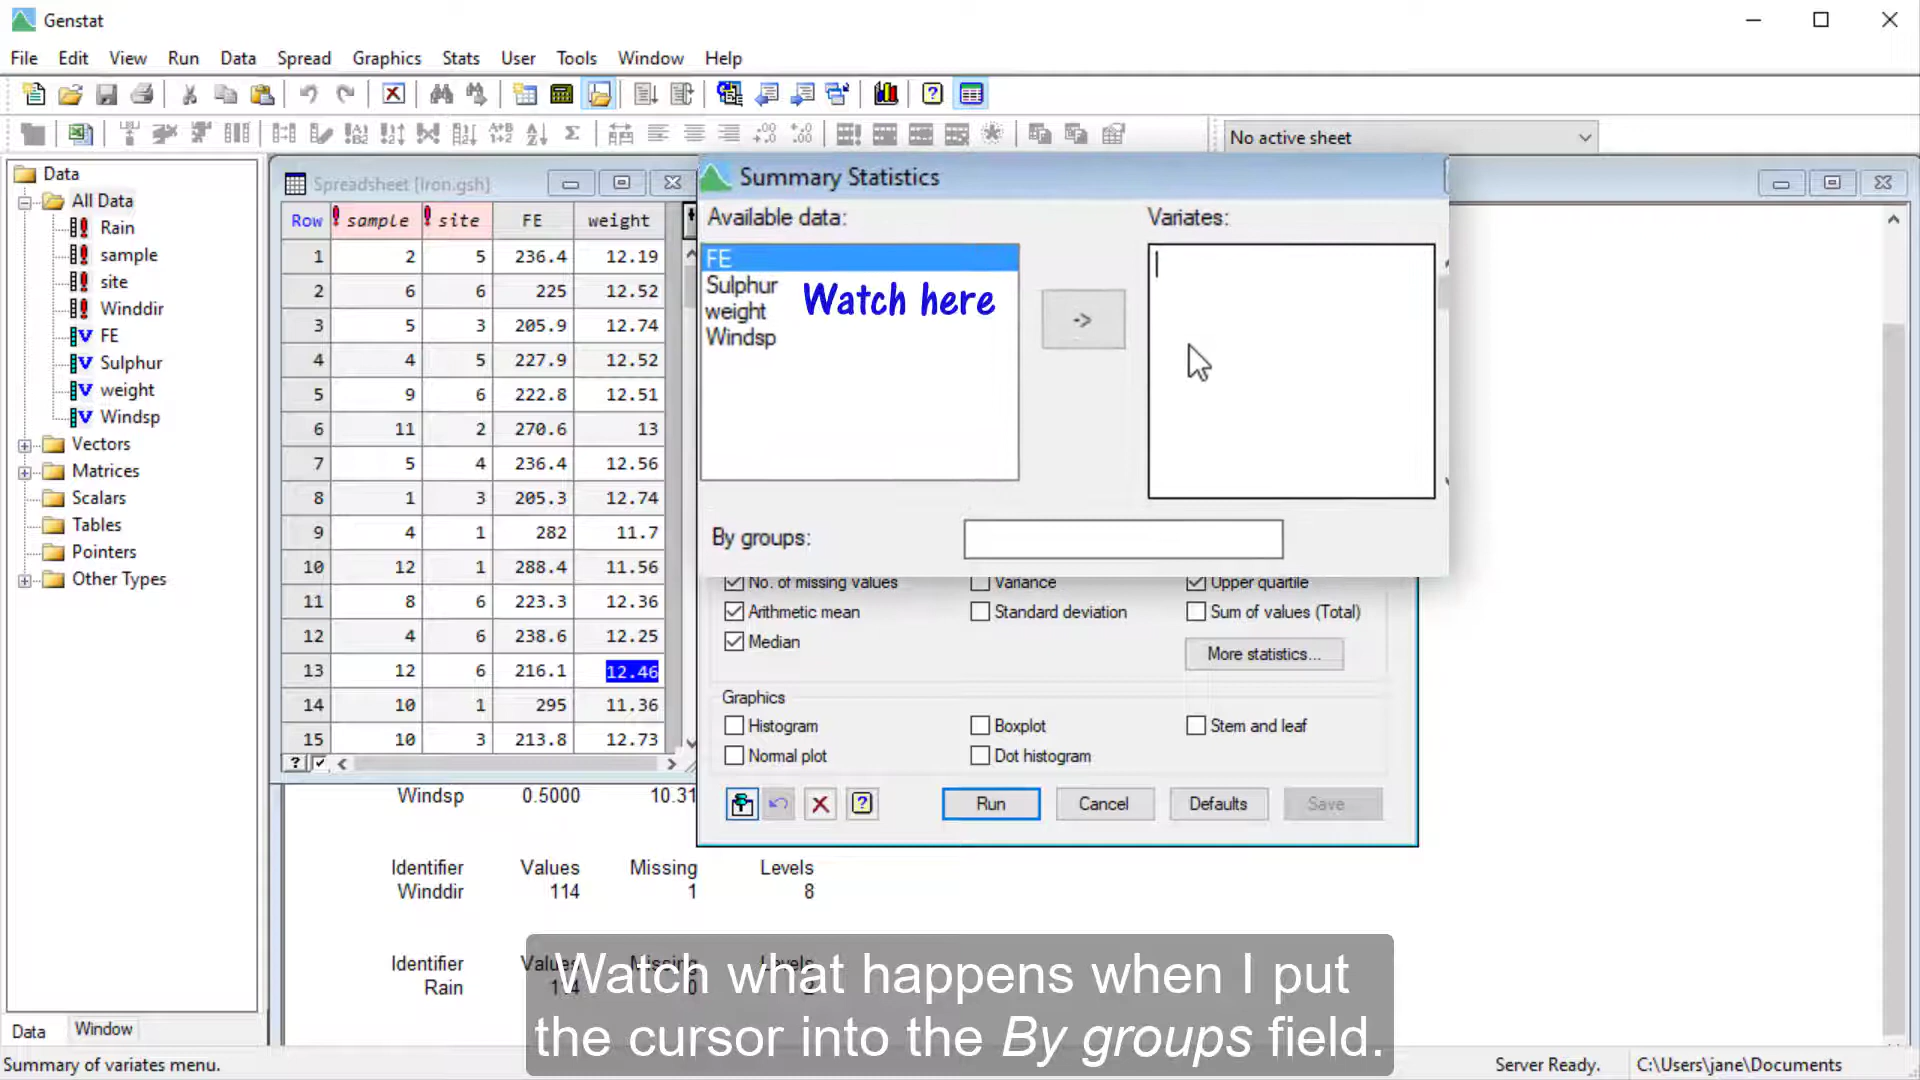 Genstat
File Edit View Run Data Spread Graphics Stats User Tools Window Help
No active sheet
Data
All Data
Rain
sample
site
Winddir
FE
Sulphur
weight
Windsp
Vectors
Matrices
Scalars
Tables
Pointers
Other Types
Data Window
Spreadsheet [Iron.gsh]
Row sample site FE weight
1 2 5 236.4 12.19
2 6 6 225 12.52
3 5 3 205.9 12.74
4 4 5 227.9 12.52
5 9 6 222.8 12.51
6 11 2 270.6 13
7 5 4 236.4 12.56
8 1 3 205.3 12.74
9 4 1 282 11.7
10 12 1 288.4 11.56
11 8 6 223.3 12.36
12 4 6 238.6 12.25
13 12 6 216.1 12.46
14 10 1 295 11.36
15 10 3 213.8 12.73
Windsp 0.5000 10.31
Identifier Values Missing Levels
Winddir 114 1 8
Identifier Values Missing Levels
Rain 114 0 2
Summary Statistics
Available data: Variates:
FE
Sulphur
weight
Windsp
Watch here
->
By groups:
No. of missing values Variance Upper quartile
Arithmetic mean Standard deviation Sum of values (Total)
Median
More statistics...
Graphics
Histogram Boxplot Stem and leaf
Normal plot Dot histogram
Run Cancel Defaults Save
Watch what happens when I put
the cursor into the By groups field.
Summary of variates menu. Server Ready. C:\Users\jane\Documents